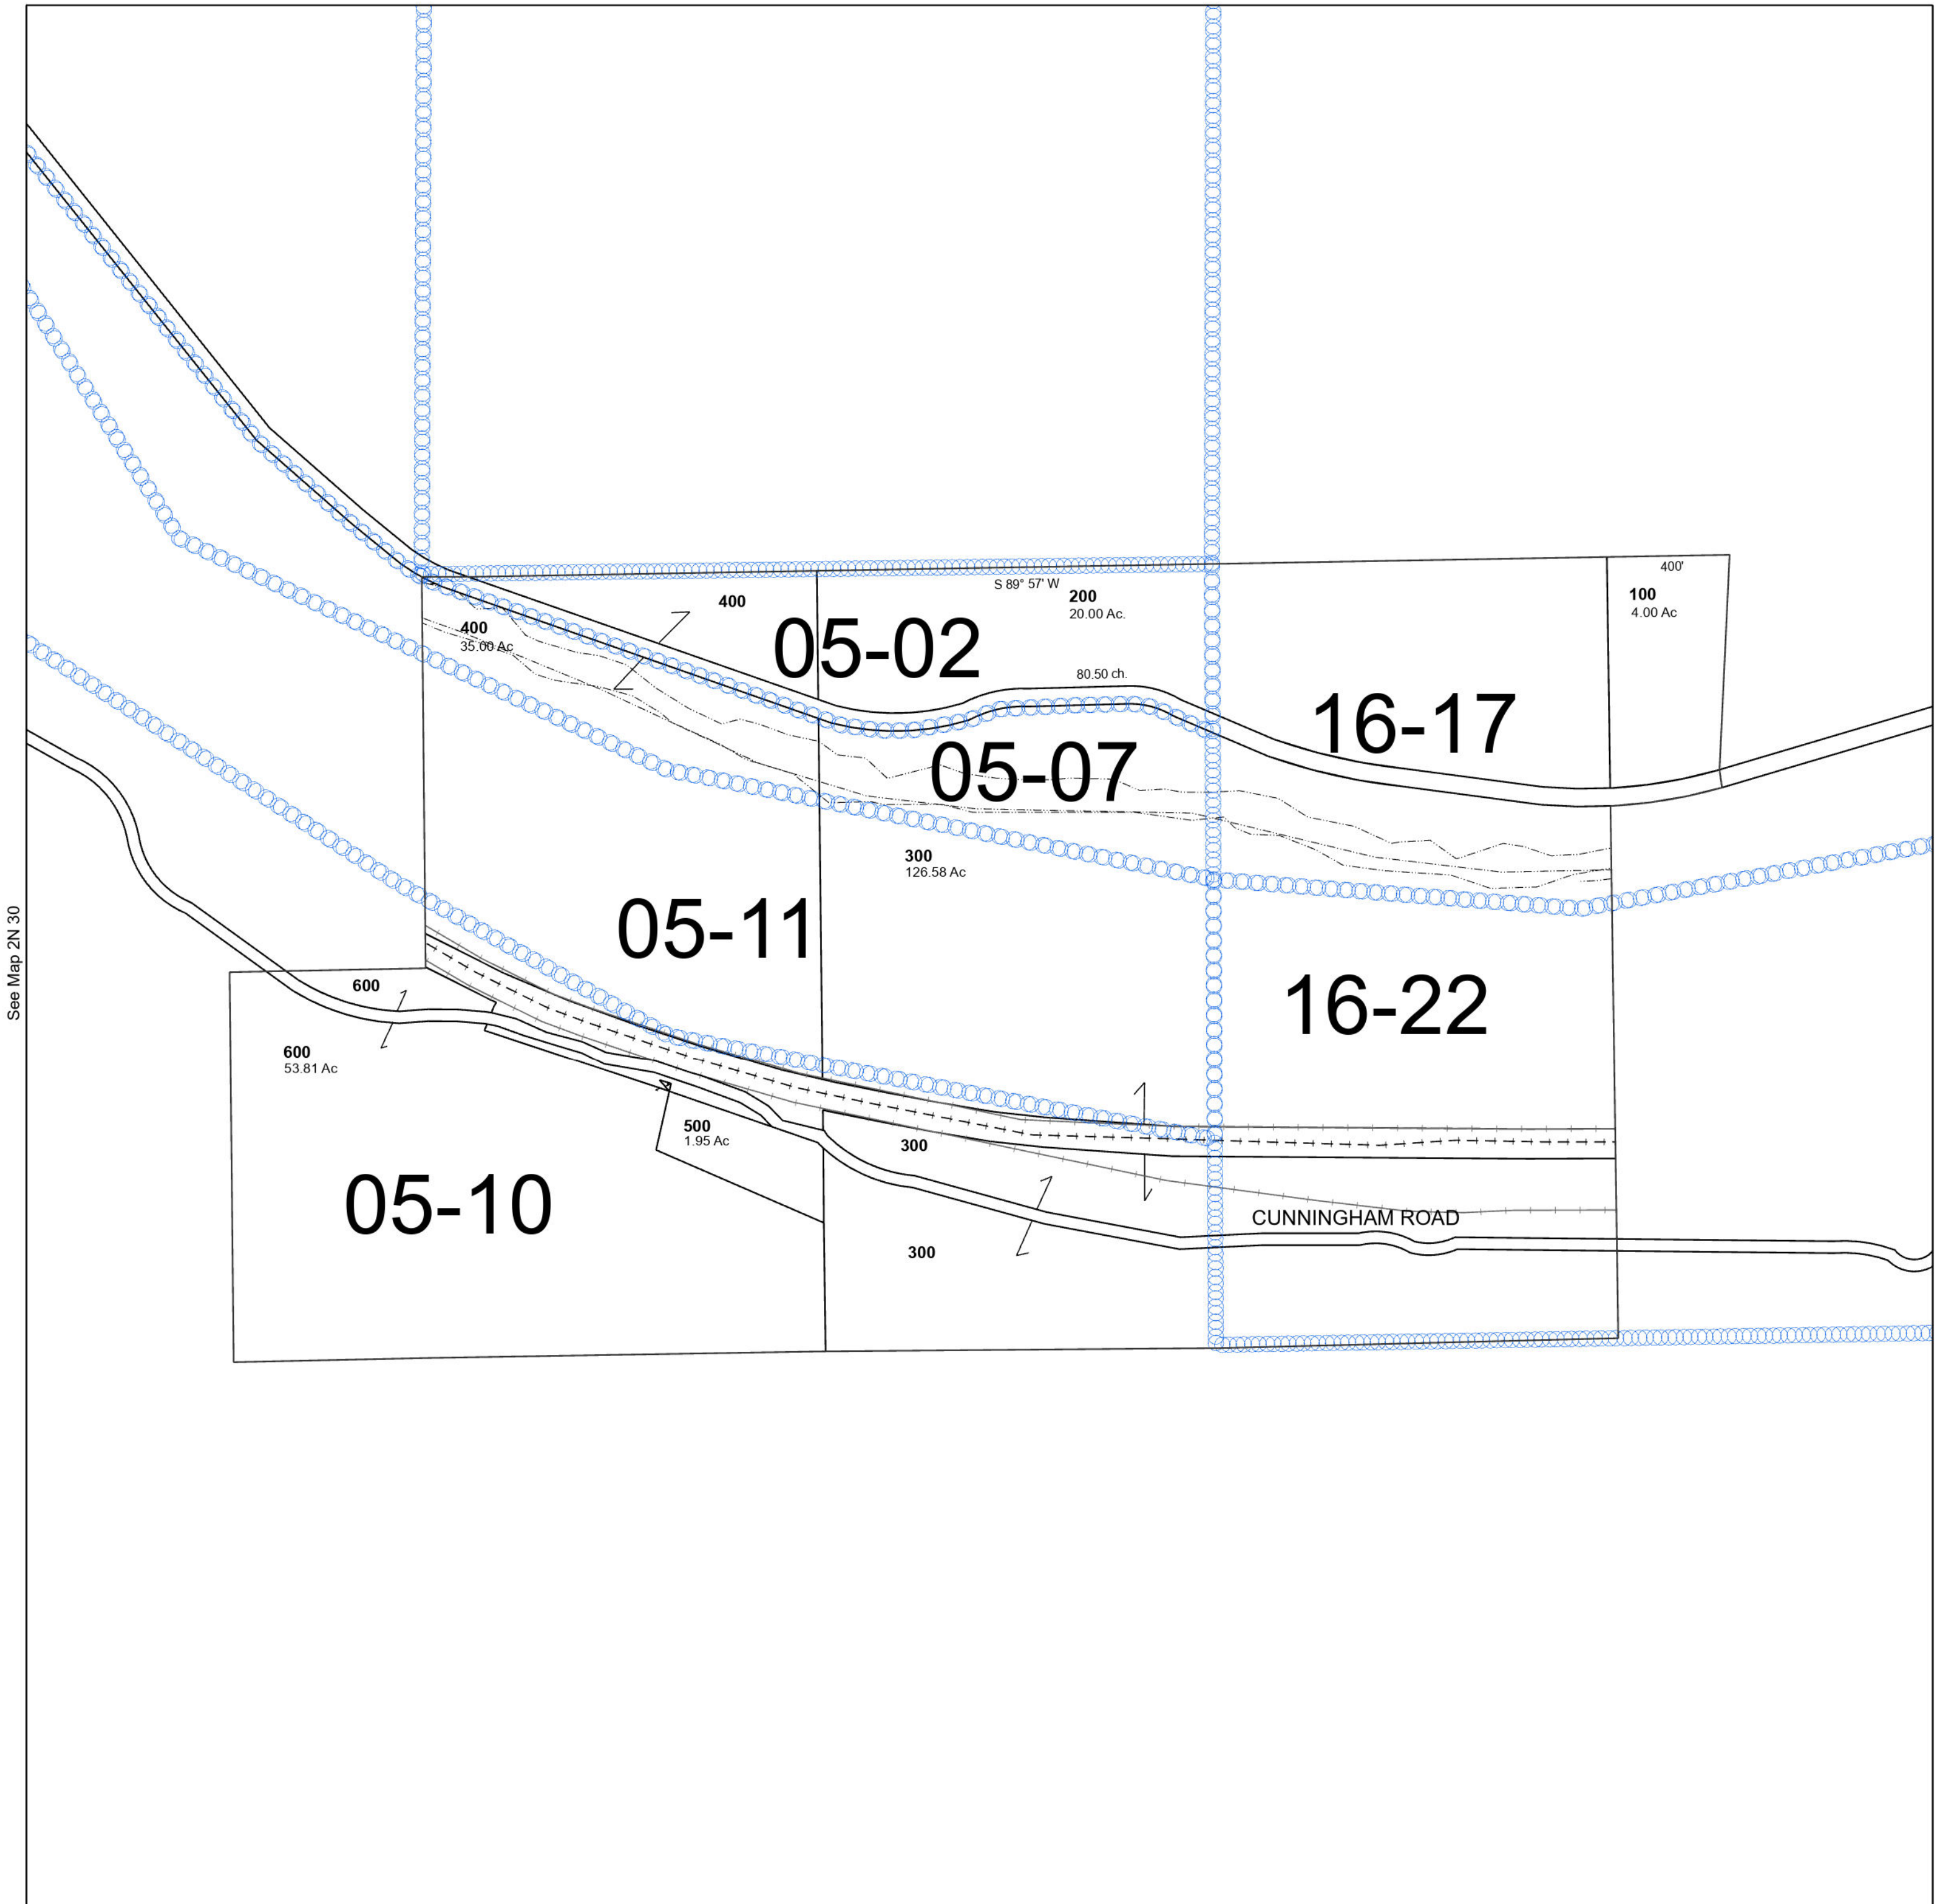 400'
S 89° 57' W
200
20.00 Ac.
100
4.00 Ac
400
400
35.00 Ac
05-02
80.50 ch.
16-17
05-07
300
126.58 Ac
05-11
See Map 2N 30
16-22
600
600
53.81 Ac
500
1.95 Ac
300
05-10
CUNNINGHAM ROAD
300